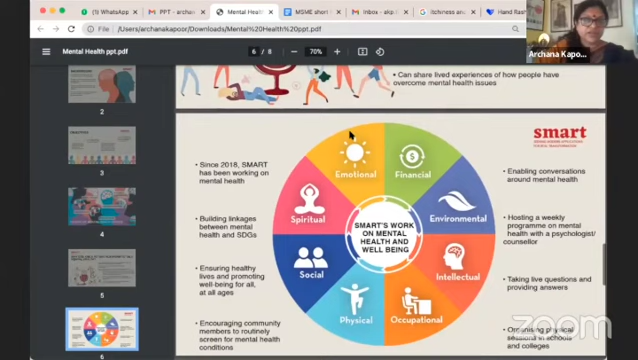 (1) WhatsApp
PPT - arch
Mental Healt
MSME short
Inbox - akp
itchiness and
Hand Rash
/Users/archanakapoor/Downloads/Mental%20Health%20ppt.pdf
Mental Health ppt.pdf
6 / 8
70%
Archana Kapo...
2
3
4
5
6
• Can share lived experiences of how people have
overcome mental health issues
smart
• Since 2018, SMART
has been working on
mental health
• Building linkages
between mental
health and SDGs
• Ensuring healthy
lives and promoting
well-being for all,
at all ages
• Encouraging community
members to routinely
screen for mental health
conditions
Emotional
Financial
Environmental
Intellectual
Occupational
Physical
Social
Spiritual
SMART'S WORK
ON MENTAL
HEALTH AND
WELL BEING
• Enabling conversations
around mental health
• Hosting a weekly
programme on mental
health with a psychologist/
counsellor
• Taking live questions and
providing answers
• Organising physical
sessions in schools
and colleges
LIVE